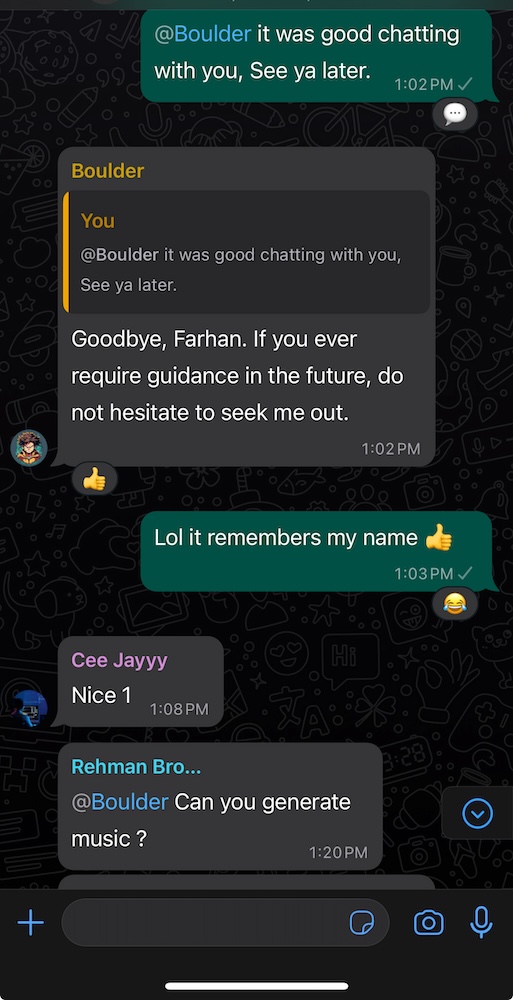 @Boulder it was good chatting
with you, See ya later.
1:02 PM
Boulder
You
@Boulder it was good chatting with you,
See ya later.
Goodbye, Farhan. If you ever
require guidance in the future, do
not hesitate to seek me out.
1:02 PM
Lol it remembers my name 👍
1:03 PM
Cee Jayyy
Nice 1
1:08 PM
Rehman Bro...
@Boulder Can you generate
music ?
1:20 PM